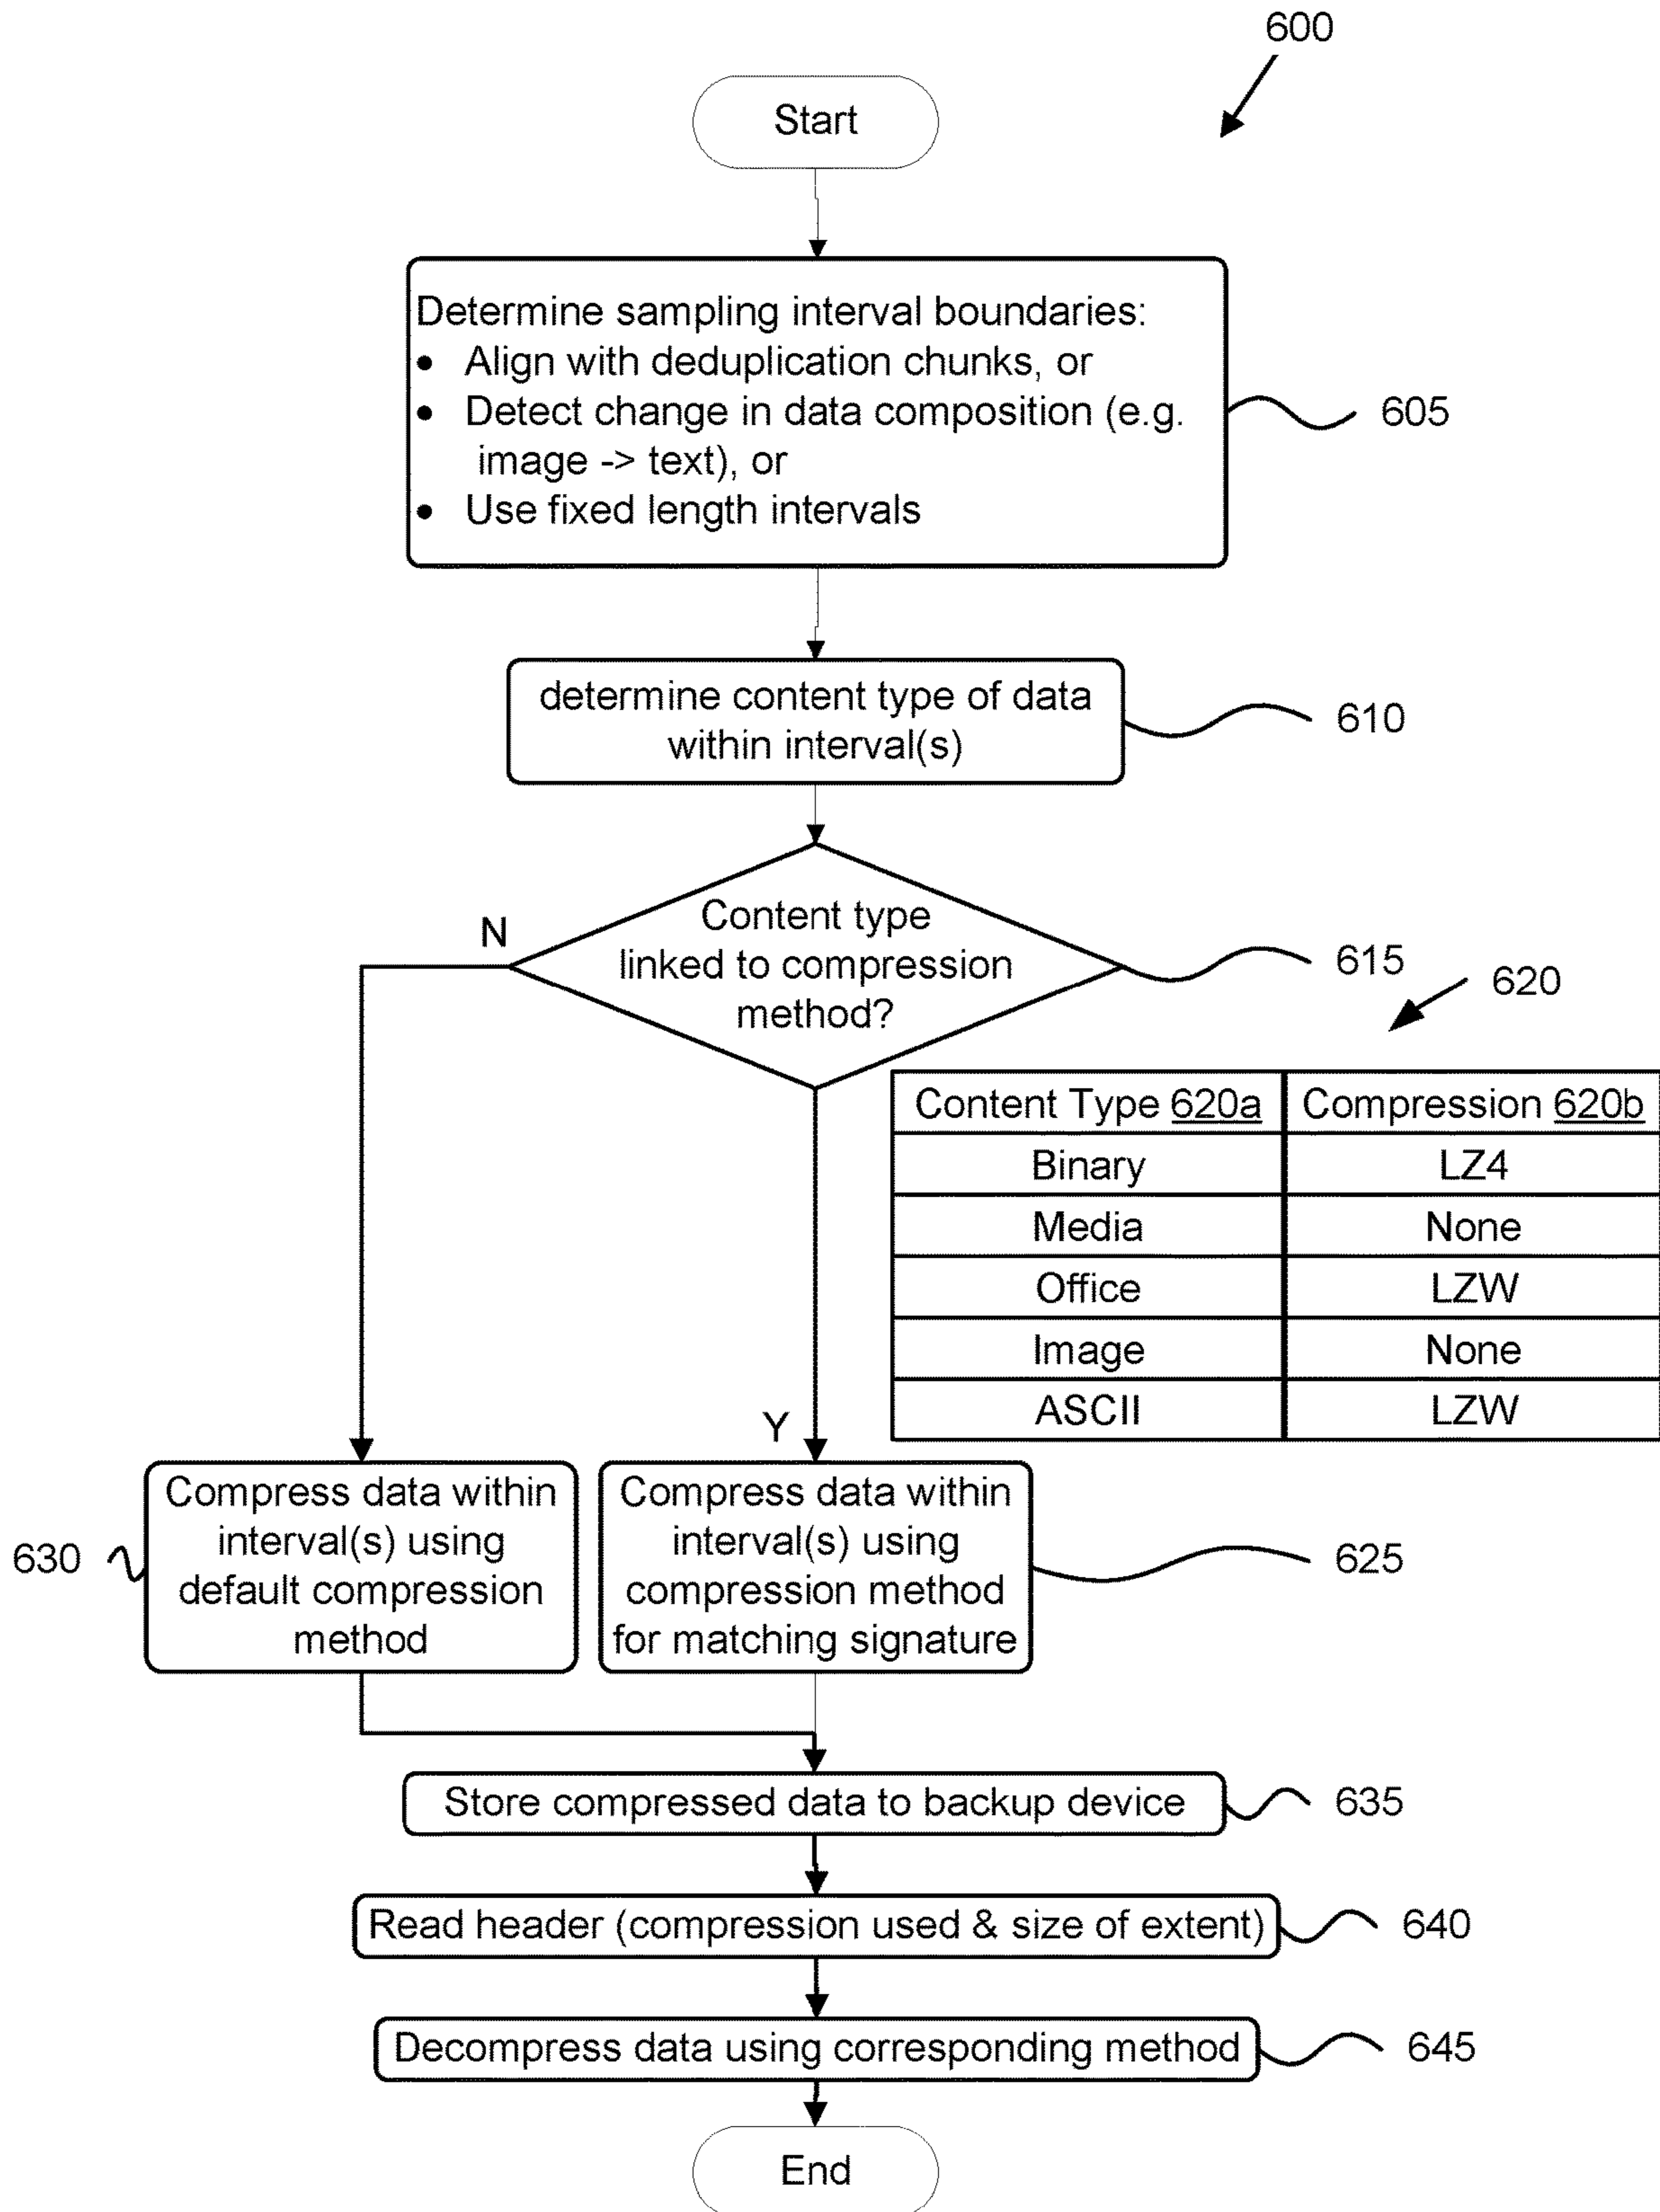 600
Start
Determine sampling interval boundaries:
• Align with deduplication chunks, or
• Detect change in data composition (e.g.
image -> text), or
• Use fixed length intervals
605
determine content type of data
within interval(s)
610
Content type
linked to compression
method?
N
615
620
Content Type 620a Compression 620b
Binary LZ4
Media None
Office LZW
Image None
ASCII LZW
Y
Compress data within
interval(s) using
default compression
method
630
Compress data within
interval(s) using
compression method
for matching signature
625
Store compressed data to backup device
635
Read header (compression used & size of extent)
640
Decompress data using corresponding method
645
End